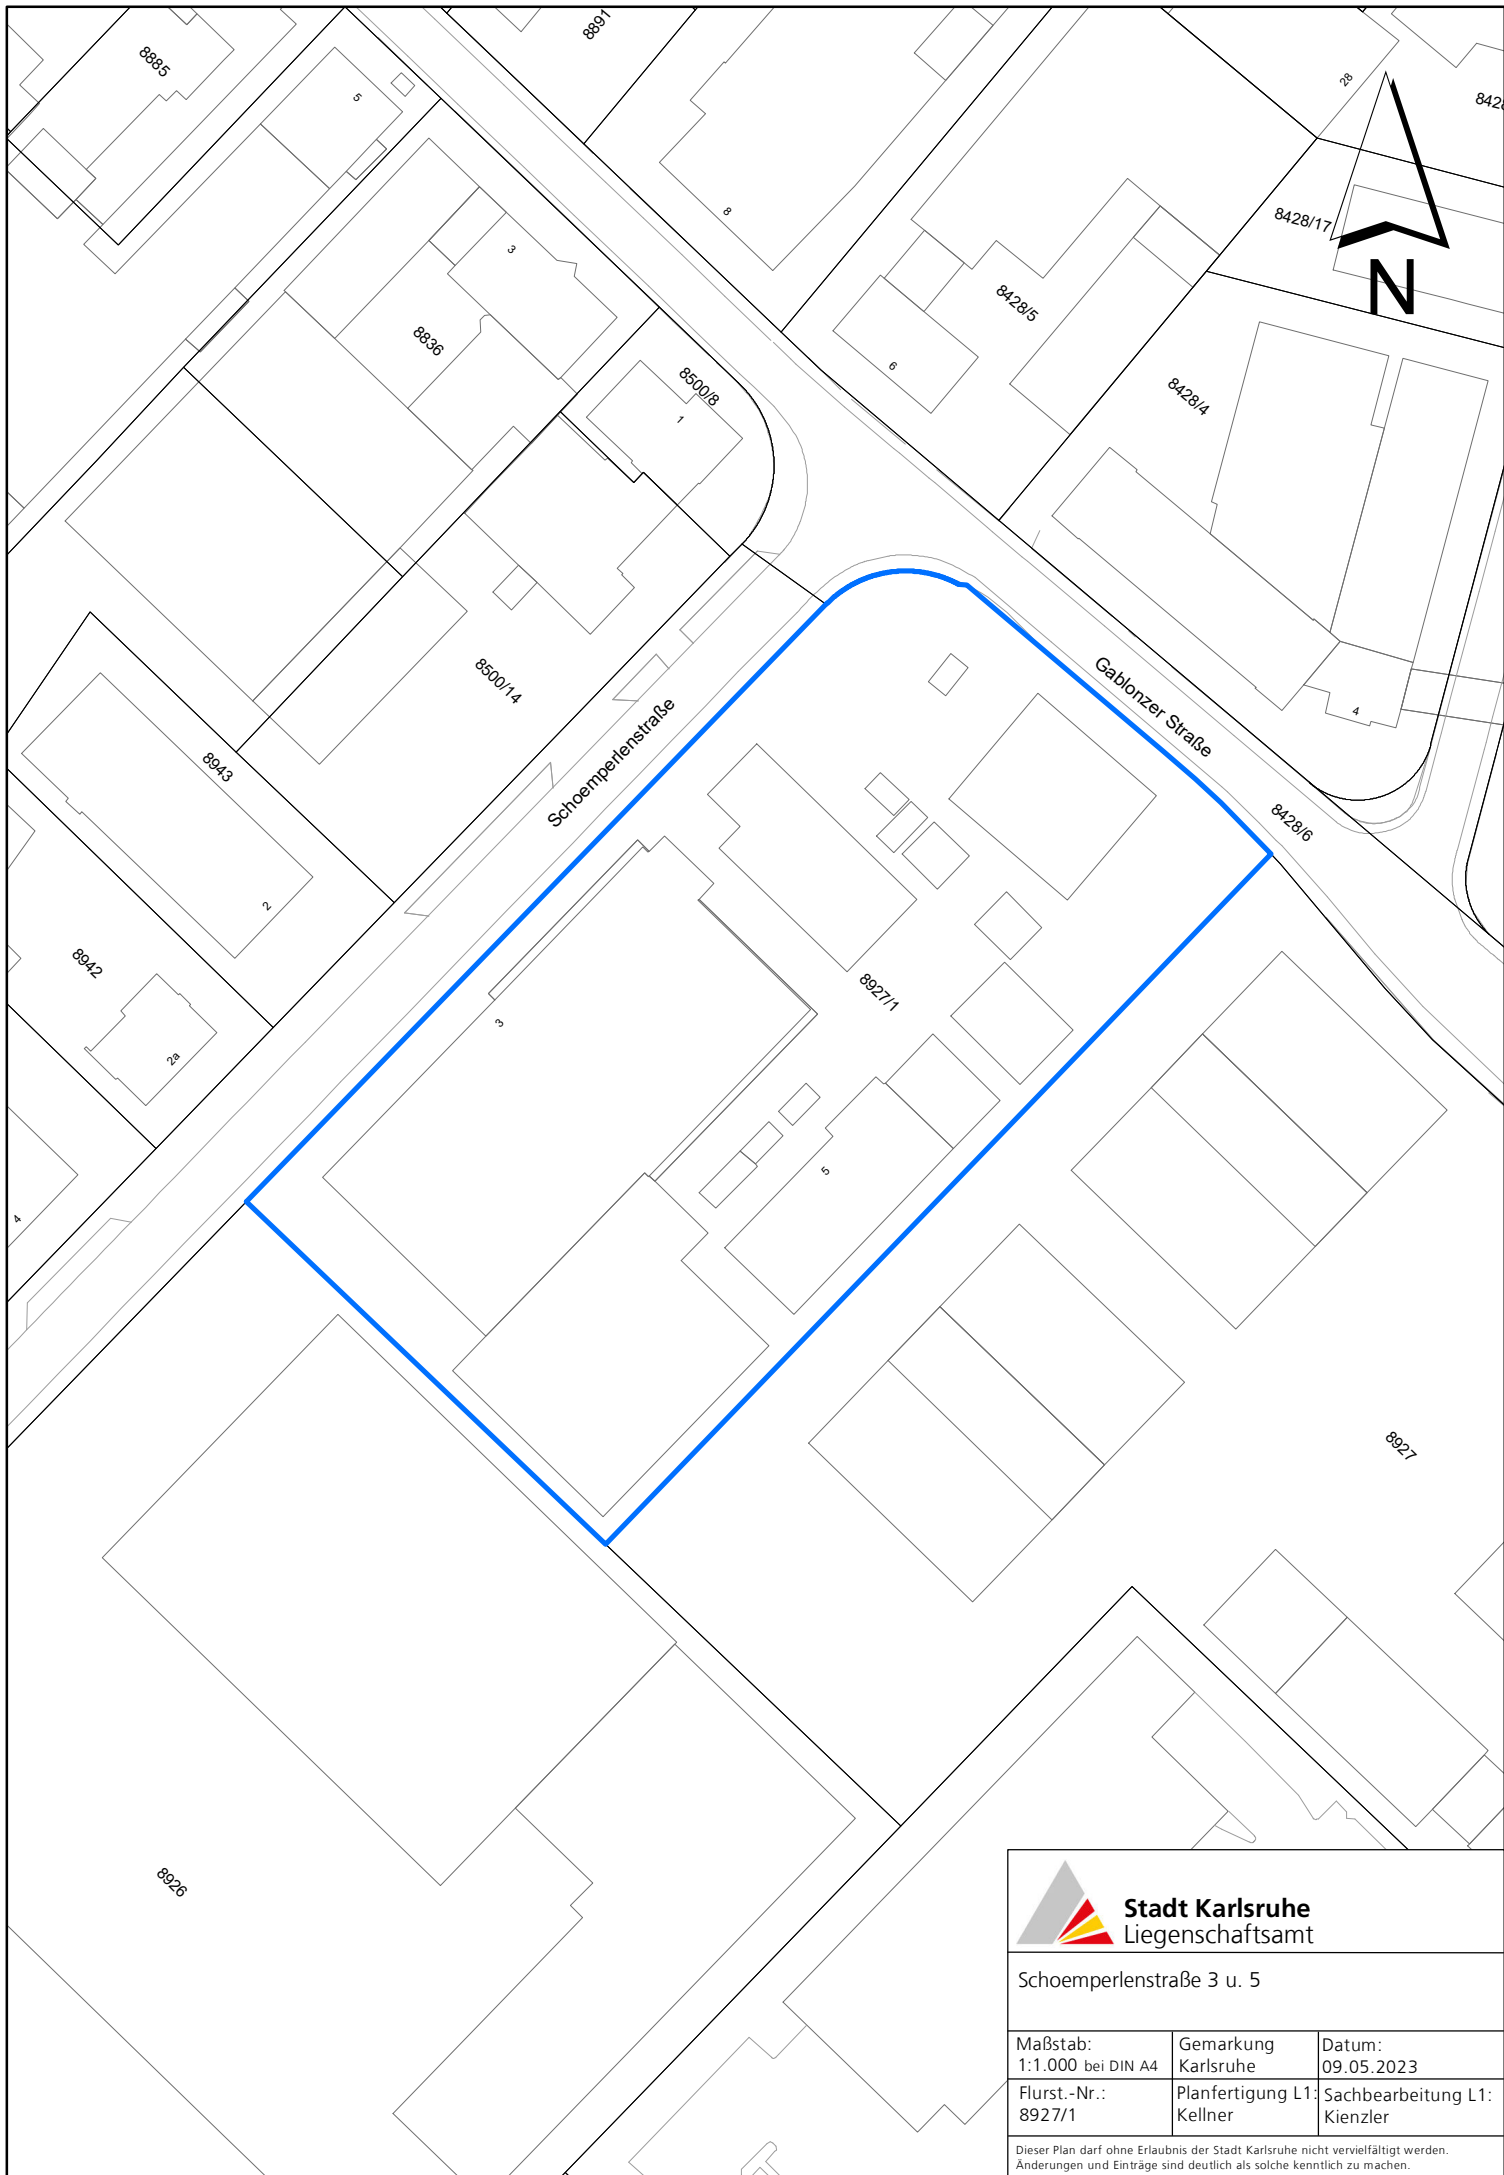 8885
5
8891
8
28
8428
8428/17
N
3
8836
8428/5
6
8428/4
8500/8
1
8500/14
Schoemperlenstraße
Gablonzer Straße
4
8428/6
8943
2
8942
2a
4
3
8927/1
5
8927
8926
Stadt Karlsruhe
Liegenschaftsamt
Schoemperlenstraße 3 u. 5
Maßstab:
1:1.000 bei DIN A4
Gemarkung
Karlsruhe
Datum:
09.05.2023
Flurst.-Nr.:
8927/1
Planfertigung L1:
Kellner
Sachbearbeitung L1:
Kienzler
Dieser Plan darf ohne Erlaubnis der Stadt Karlsruhe nicht vervielfältigt werden.
Änderungen und Einträge sind deutlich als solche kenntlich zu machen.